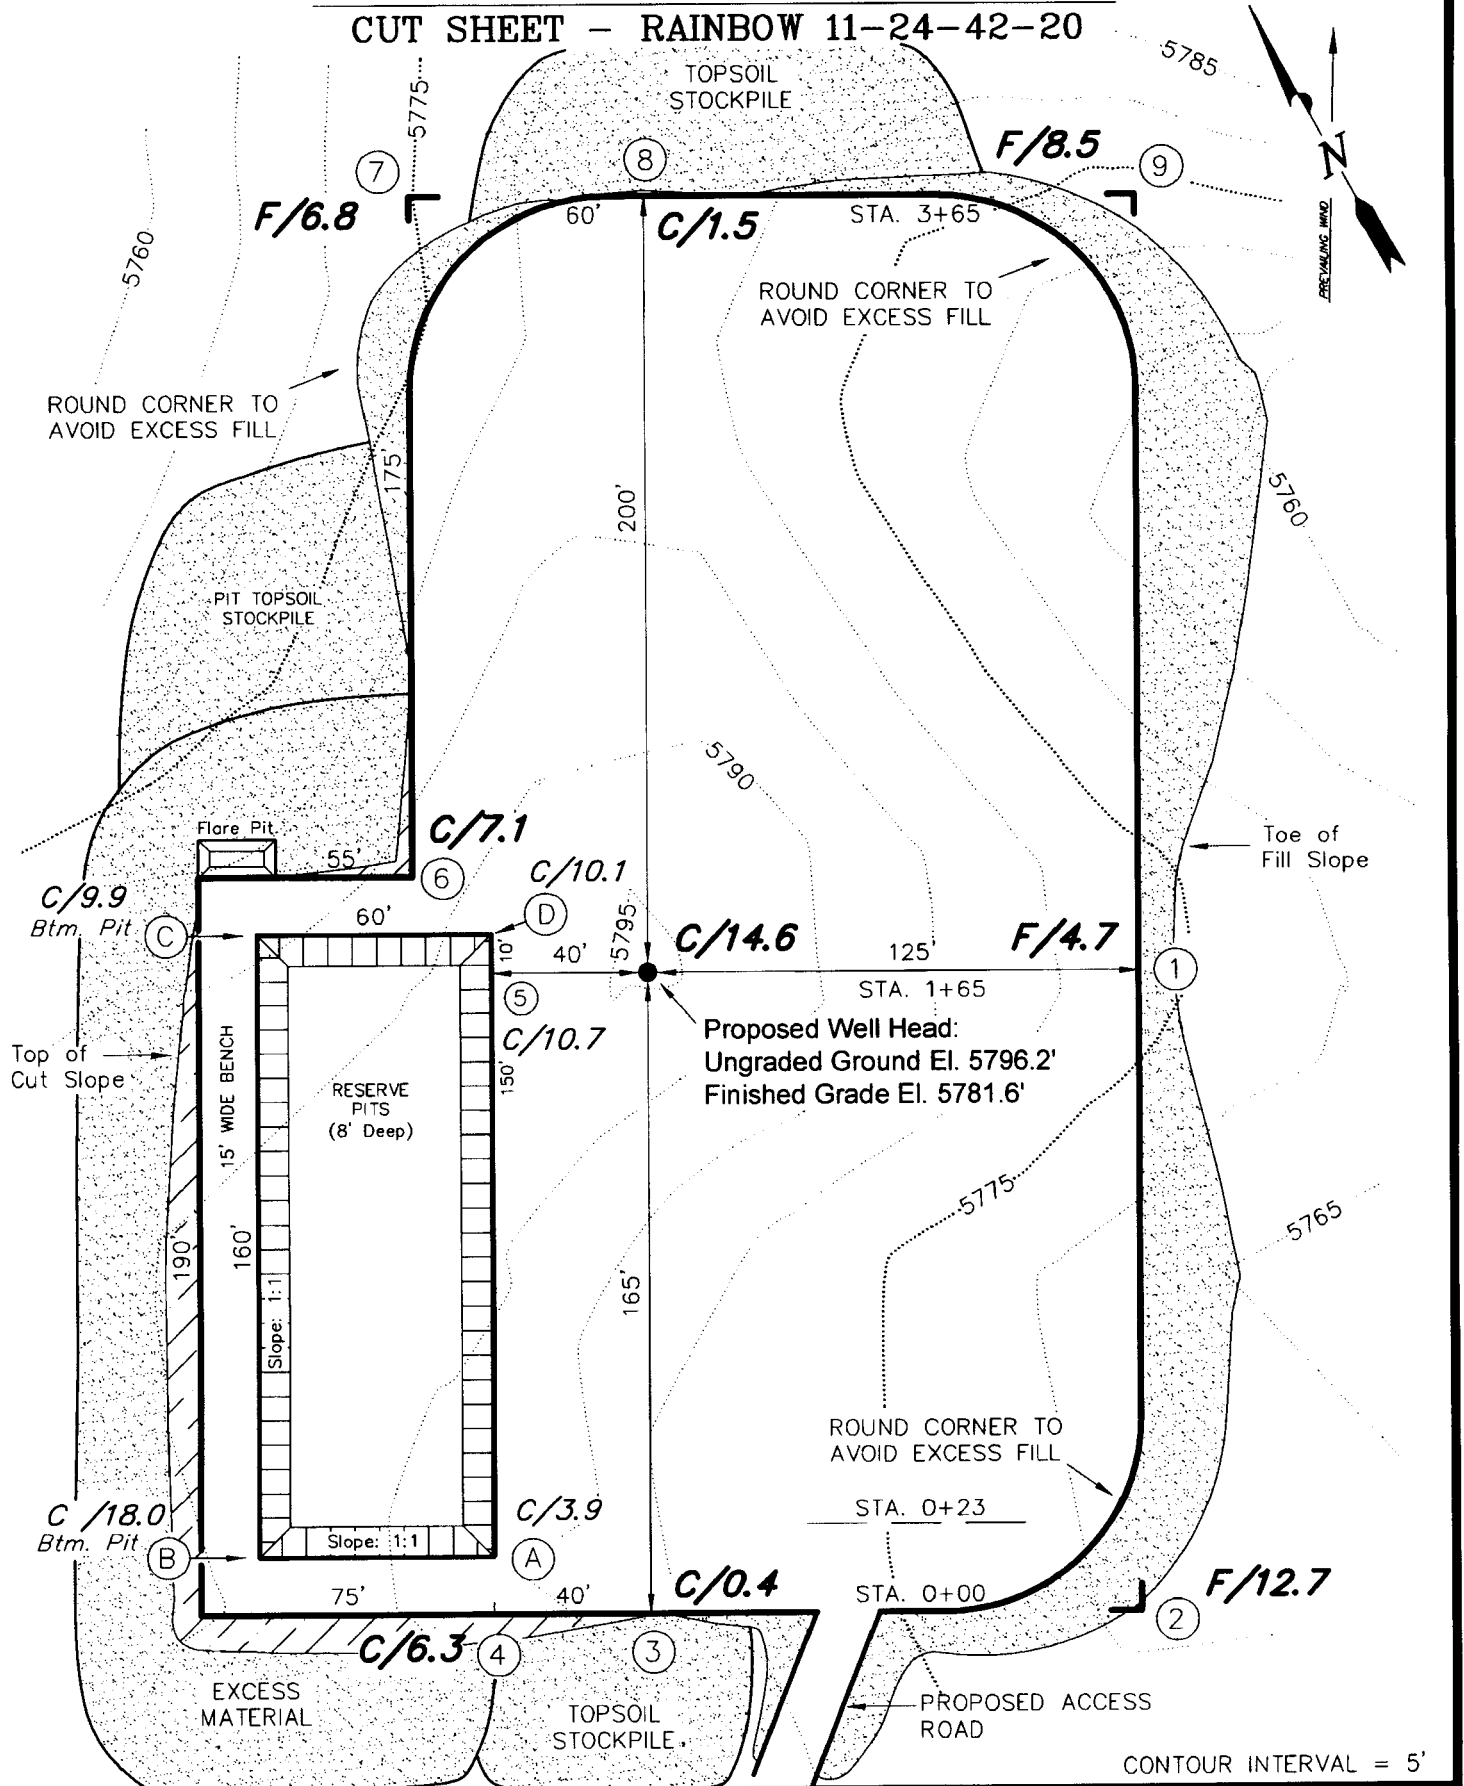 CUT SHEET - RAINBOW 11-24-42-20
TOPSOIL
STOCKPILE
5785
5775
N
PREVAILING WIND
7
8
F/8.5
9
F/6.8
60'
C/1.5
STA. 3+65
5760
ROUND CORNER TO
AVOID EXCESS FILL
ROUND CORNER TO
AVOID EXCESS FILL
175'
200'
5760
PIT TOPSOIL
STOCKPILE
5790
Flare Pit
55'
C/7.1
6
C/10.1
D
Toe of
Fill Slope
C/9.9
Btm. Pit
C
60'
10'
40'
5795
C/14.6
125'
F/4.7
1
STA. 1+65
5
C/10.7
Proposed Well Head:
Ungraded Ground El. 5796.2'
Finished Grade El. 5781.6'
Top of
Cut Slope
15' WIDE BENCH
RESERVE
PITS
(8' Deep)
150'
5775
5765
190'
160'
Slope: 1:1
165'
ROUND CORNER TO
AVOID EXCESS FILL
C /18.0
Btm. Pit
B
Slope: 1:1
C/3.9
A
STA. 0+23
75'
40'
C/0.4
STA. 0+00
F/12.7
2
C/6.3
4
3
EXCESS
MATERIAL
TOPSOIL
STOCKPILE
PROPOSED ACCESS
ROAD
CONTOUR INTERVAL = 5'